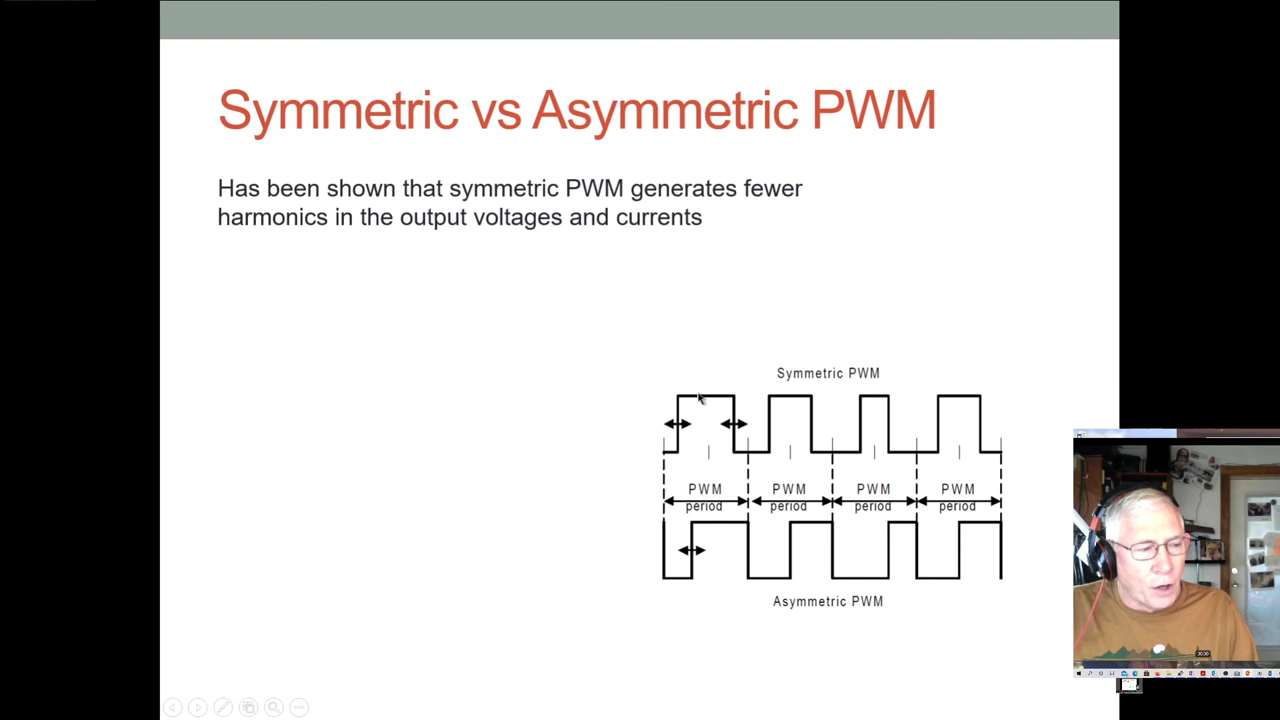 Symmetric vs Asymmetric PWM
Has been shown that symmetric PWM generates fewer
harmonics in the output voltages and currents
Symmetric PWM
PWM PWM PWM PWM
period period period period
Asymmetric PWM